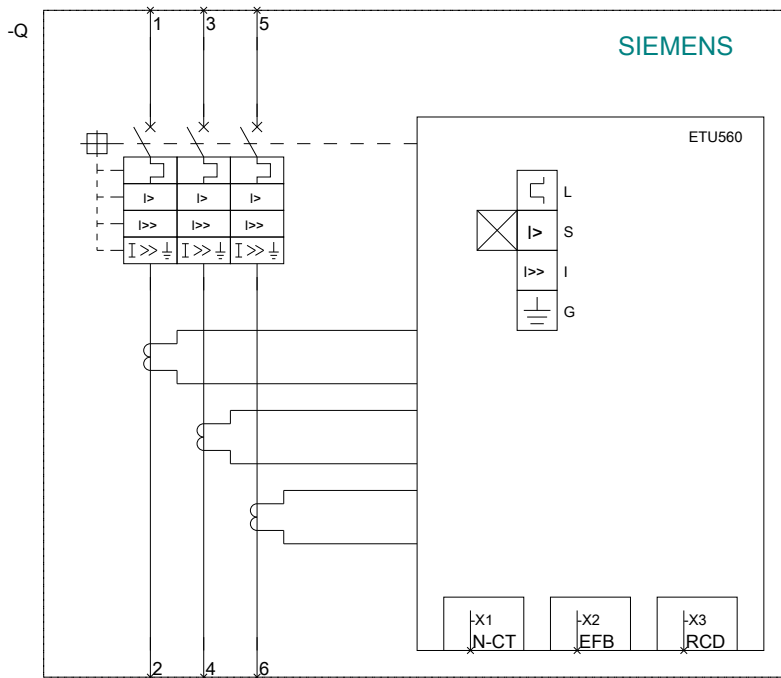 1 3 5
-Q
SIEMENS
ETU560
L
I> I> I> I> S
I>> I>> I>> I>> I
I >> I >> I >> G
-X1 -X2 -X3
N-CT EFB RCD
2 4 6